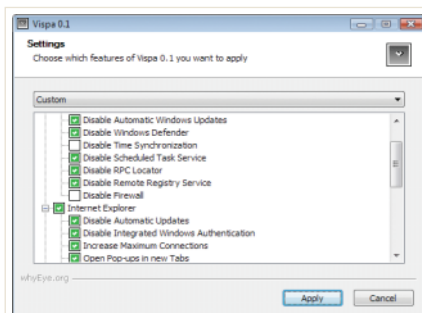 Vispa 0.1
Settings
Choose which features of Vispa 0.1 you want to apply
Custom
Disable Automatic Windows Updates
Disable Windows Defender
Disable Time Synchronization
Disable Scheduled Task Service
Disable RPC Locator
Disable Remote Registry Service
Disable Firewall
Internet Explorer
Disable Automatic Updates
Disable Integrated Windows Authentication
Increase Maximum Connections
Open Pop-ups in new Tabs
whyEye.org
Apply Cancel